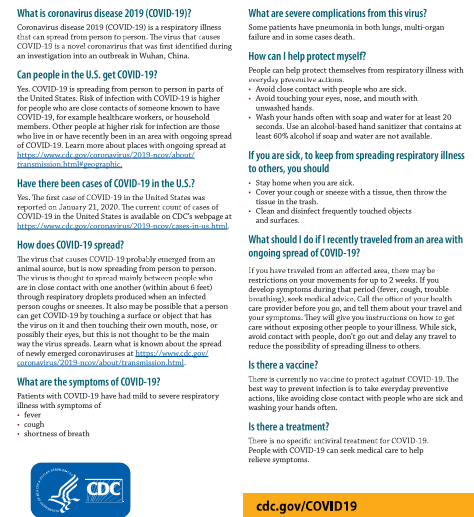 What is coronavirus disease 2019 (COVID-19)?
Coronavirus disease 2019 (COVID-19) is a respiratory illness
that can spread from person to person. The virus that causes
COVID-19 is a novel coronavirus that was first identified during
an investigation into an outbreak in Wuhan, China.
Can people in the U.S. get COVID-19?
Yes. COVID-19 is spreading from person to person in parts of
the United States. Risk of infection with COVID-19 is higher
for people who are close contacts of someone known to have
COVID-19, for example healthcare workers, or household
members. Other people at higher risk for infection are those
who live in or have recently been in an area with ongoing spread
of COVID-19. Learn more about places with ongoing spread at
https://www.cdc.gov/coronavirus/2019-ncov/about/
transmission.html#geographic.
Have there been cases of COVID-19 in the U.S.?
Yes. The first case of COVID-19 in the United States was
reported on January 21, 2020. The current count of cases of
COVID-19 in the United States is available on CDC's webpage at
https://www.cdc.gov/coronavirus/2019-ncov/cases-in-us.html.
How does COVID-19 spread?
The virus that causes COVID-19 probably emerged from an
animal source, but is now spreading from person to person.
The virus is thought to spread mainly between people who
are in close contact with one another (within about 6 feet)
through respiratory droplets produced when an infected
person coughs or sneezes. It also may be possible that a person
can get COVID-19 by touching a surface or object that has
the virus on it and then touching their own mouth, nose, or
possibly their eyes, but this is not thought to be the main
way the virus spreads. Learn what is known about the spread
of newly emerged coronaviruses at https://www.cdc.gov/
coronavirus/2019-ncov/about/transmission.html.
What are the symptoms of COVID-19?
Patients with COVID-19 have had mild to severe respiratory
illness with symptoms of
• fever
• cough
• shortness of breath
CDC
What are severe complications from this virus?
Some patients have pneumonia in both lungs, multi-organ
failure and in some cases death.
How can I help protect myself?
People can help protect themselves from respiratory illness with
everyday preventive actions.
• Avoid close contact with people who are sick.
• Avoid touching your eyes, nose, and mouth with
unwashed hands.
• Wash your hands often with soap and water for at least 20
seconds. Use an alcohol-based hand sanitizer that contains at
least 60% alcohol if soap and water are not available.
If you are sick, to keep from spreading respiratory illness
to others, you should
• Stay home when you are sick.
• Cover your cough or sneeze with a tissue, then throw the
tissue in the trash.
• Clean and disinfect frequently touched objects
and surfaces.
What should I do if I recently traveled from an area with
ongoing spread of COVID-19?
If you have traveled from an affected area, there may be
restrictions on your movements for up to 2 weeks. If you
develop symptoms during that period (fever, cough, trouble
breathing), seek medical advice. Call the office of your health
care provider before you go, and tell them about your travel and
your symptoms. They will give you instructions on how to get
care without exposing other people to your illness. While sick,
avoid contact with people, don't go out and delay any travel to
reduce the possibility of spreading illness to others.
Is there a vaccine?
There is currently no vaccine to protect against COVID-19. The
best way to prevent infection is to take everyday preventive
actions, like avoiding close contact with people who are sick and
washing your hands often.
Is there a treatment?
There is no specific antiviral treatment for COVID-19.
People with COVID-19 can seek medical care to help
relieve symptoms.
cdc.gov/COVID19